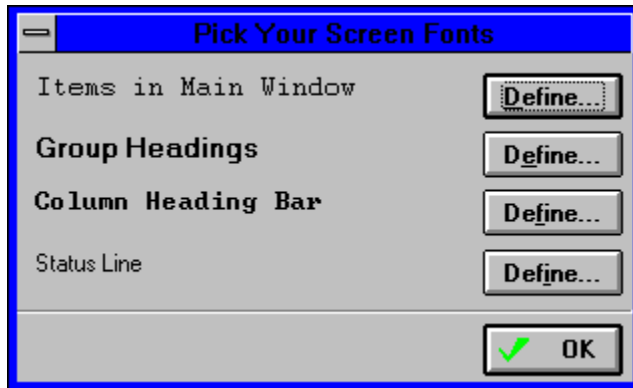 Pick Your Screen Fonts
Items in Main Window Define...
Group Headings Define...
Column Heading Bar Define...
Status Line Define...
OK